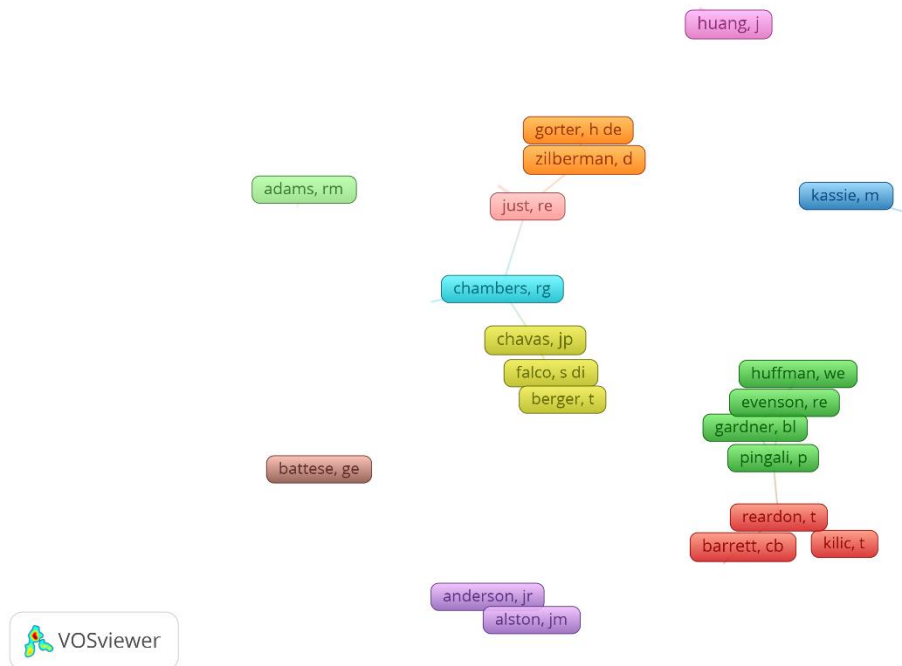 huang, j
gorter, h de
zilberman, d
adams, rm
kassie, m
just, re
chambers, rg
chavas, jp
falco, s di
berger, t
huffman, we
evenson, re
gardner, bl
pingali, p
battese, ge
reardon, t
barrett, cb
kilic, t
anderson, jr
alston, jm
VOSviewer